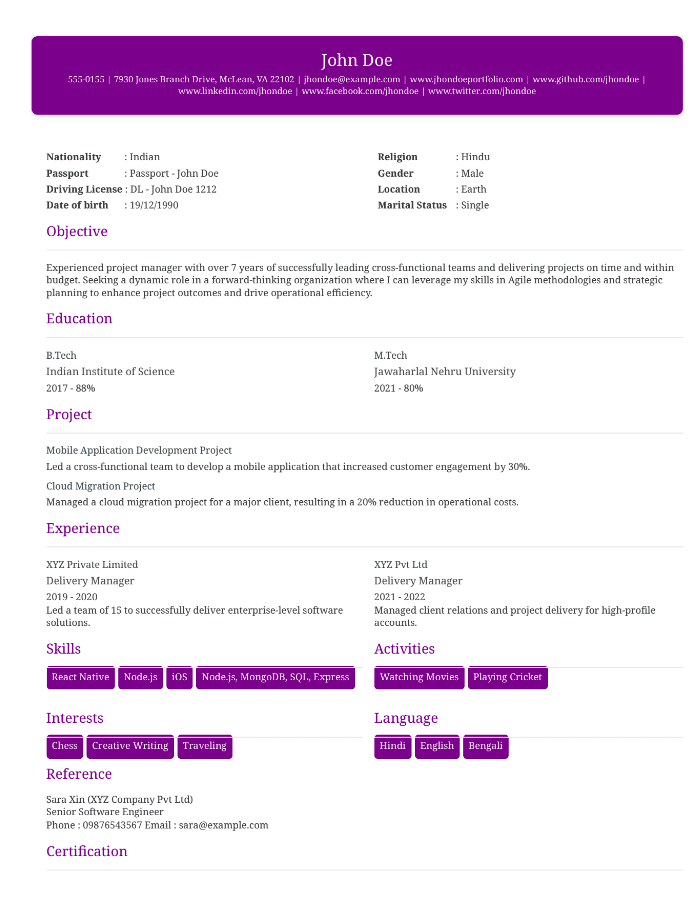 John Doe
555-0155 | 7930 Jones Branch Drive, McLean, VA 22102 | jhondoe@example.com | www.jhondoeportfolio.com | www.github.com/jhondoe |
www.linkedin.com/jhondoe | www.facebook.com/jhondoe | www.twitter.com/jhondoe
Nationality : Indian
Passport : Passport - John Doe
Driving License : DL - John Doe 1212
Date of birth : 19/12/1990
Religion : Hindu
Gender : Male
Location : Earth
Marital Status : Single
Objective
Experienced project manager with over 7 years of successfully leading cross-functional teams and delivering projects on time and within
budget. Seeking a dynamic role in a forward-thinking organization where I can leverage my skills in Agile methodologies and strategic
planning to enhance project outcomes and drive operational efficiency.
Education
B.Tech
Indian Institute of Science
2017 - 88%
M.Tech
Jawaharlal Nehru University
2021 - 80%
Project
Mobile Application Development Project
Led a cross-functional team to develop a mobile application that increased customer engagement by 30%.
Cloud Migration Project
Managed a cloud migration project for a major client, resulting in a 20% reduction in operational costs.
Experience
XYZ Private Limited
Delivery Manager
2019 - 2020
Led a team of 15 to successfully deliver enterprise-level software
solutions.
XYZ Pvt Ltd
Delivery Manager
2021 - 2022
Managed client relations and project delivery for high-profile
accounts.
Skills
React Native Node.js iOS Node.js, MongoDB, SQL, Express
Activities
Watching Movies Playing Cricket
Interests
Chess Creative Writing Traveling
Language
Hindi English Bengali
Reference
Sara Xin (XYZ Company Pvt Ltd)
Senior Software Engineer
Phone : 09876543567 Email : sara@example.com
Certification